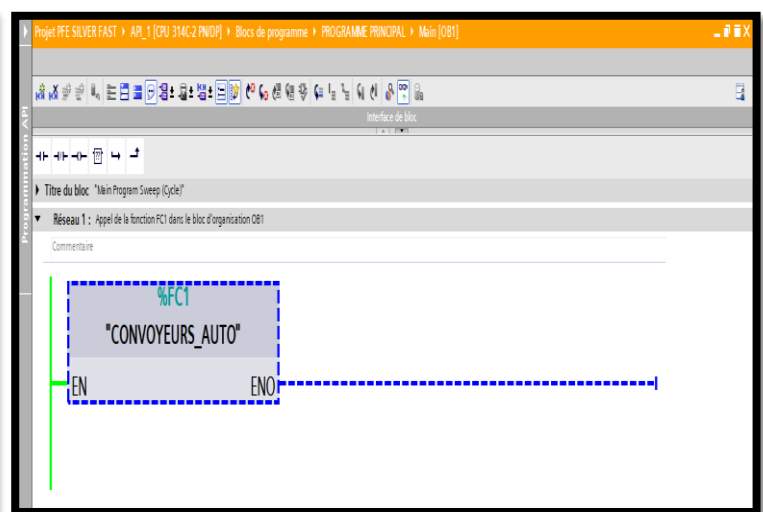 Projet PFE SILVER FAST ▸ API_1 [CPU 314C-2 PN/DP] ▸ Blocs de programme ▸ PROGRAMME PRINCIPAL ▸ Main [OB1]
Interface de bloc
Programmation API
Titre du bloc "Main Program Sweep (Cycle)"
Réseau 1 : Appel de la fonction FC1 dans le bloc d'organisation OB1
Commentaire
%FC1
"CONVOYEURS_AUTO"
EN ENO